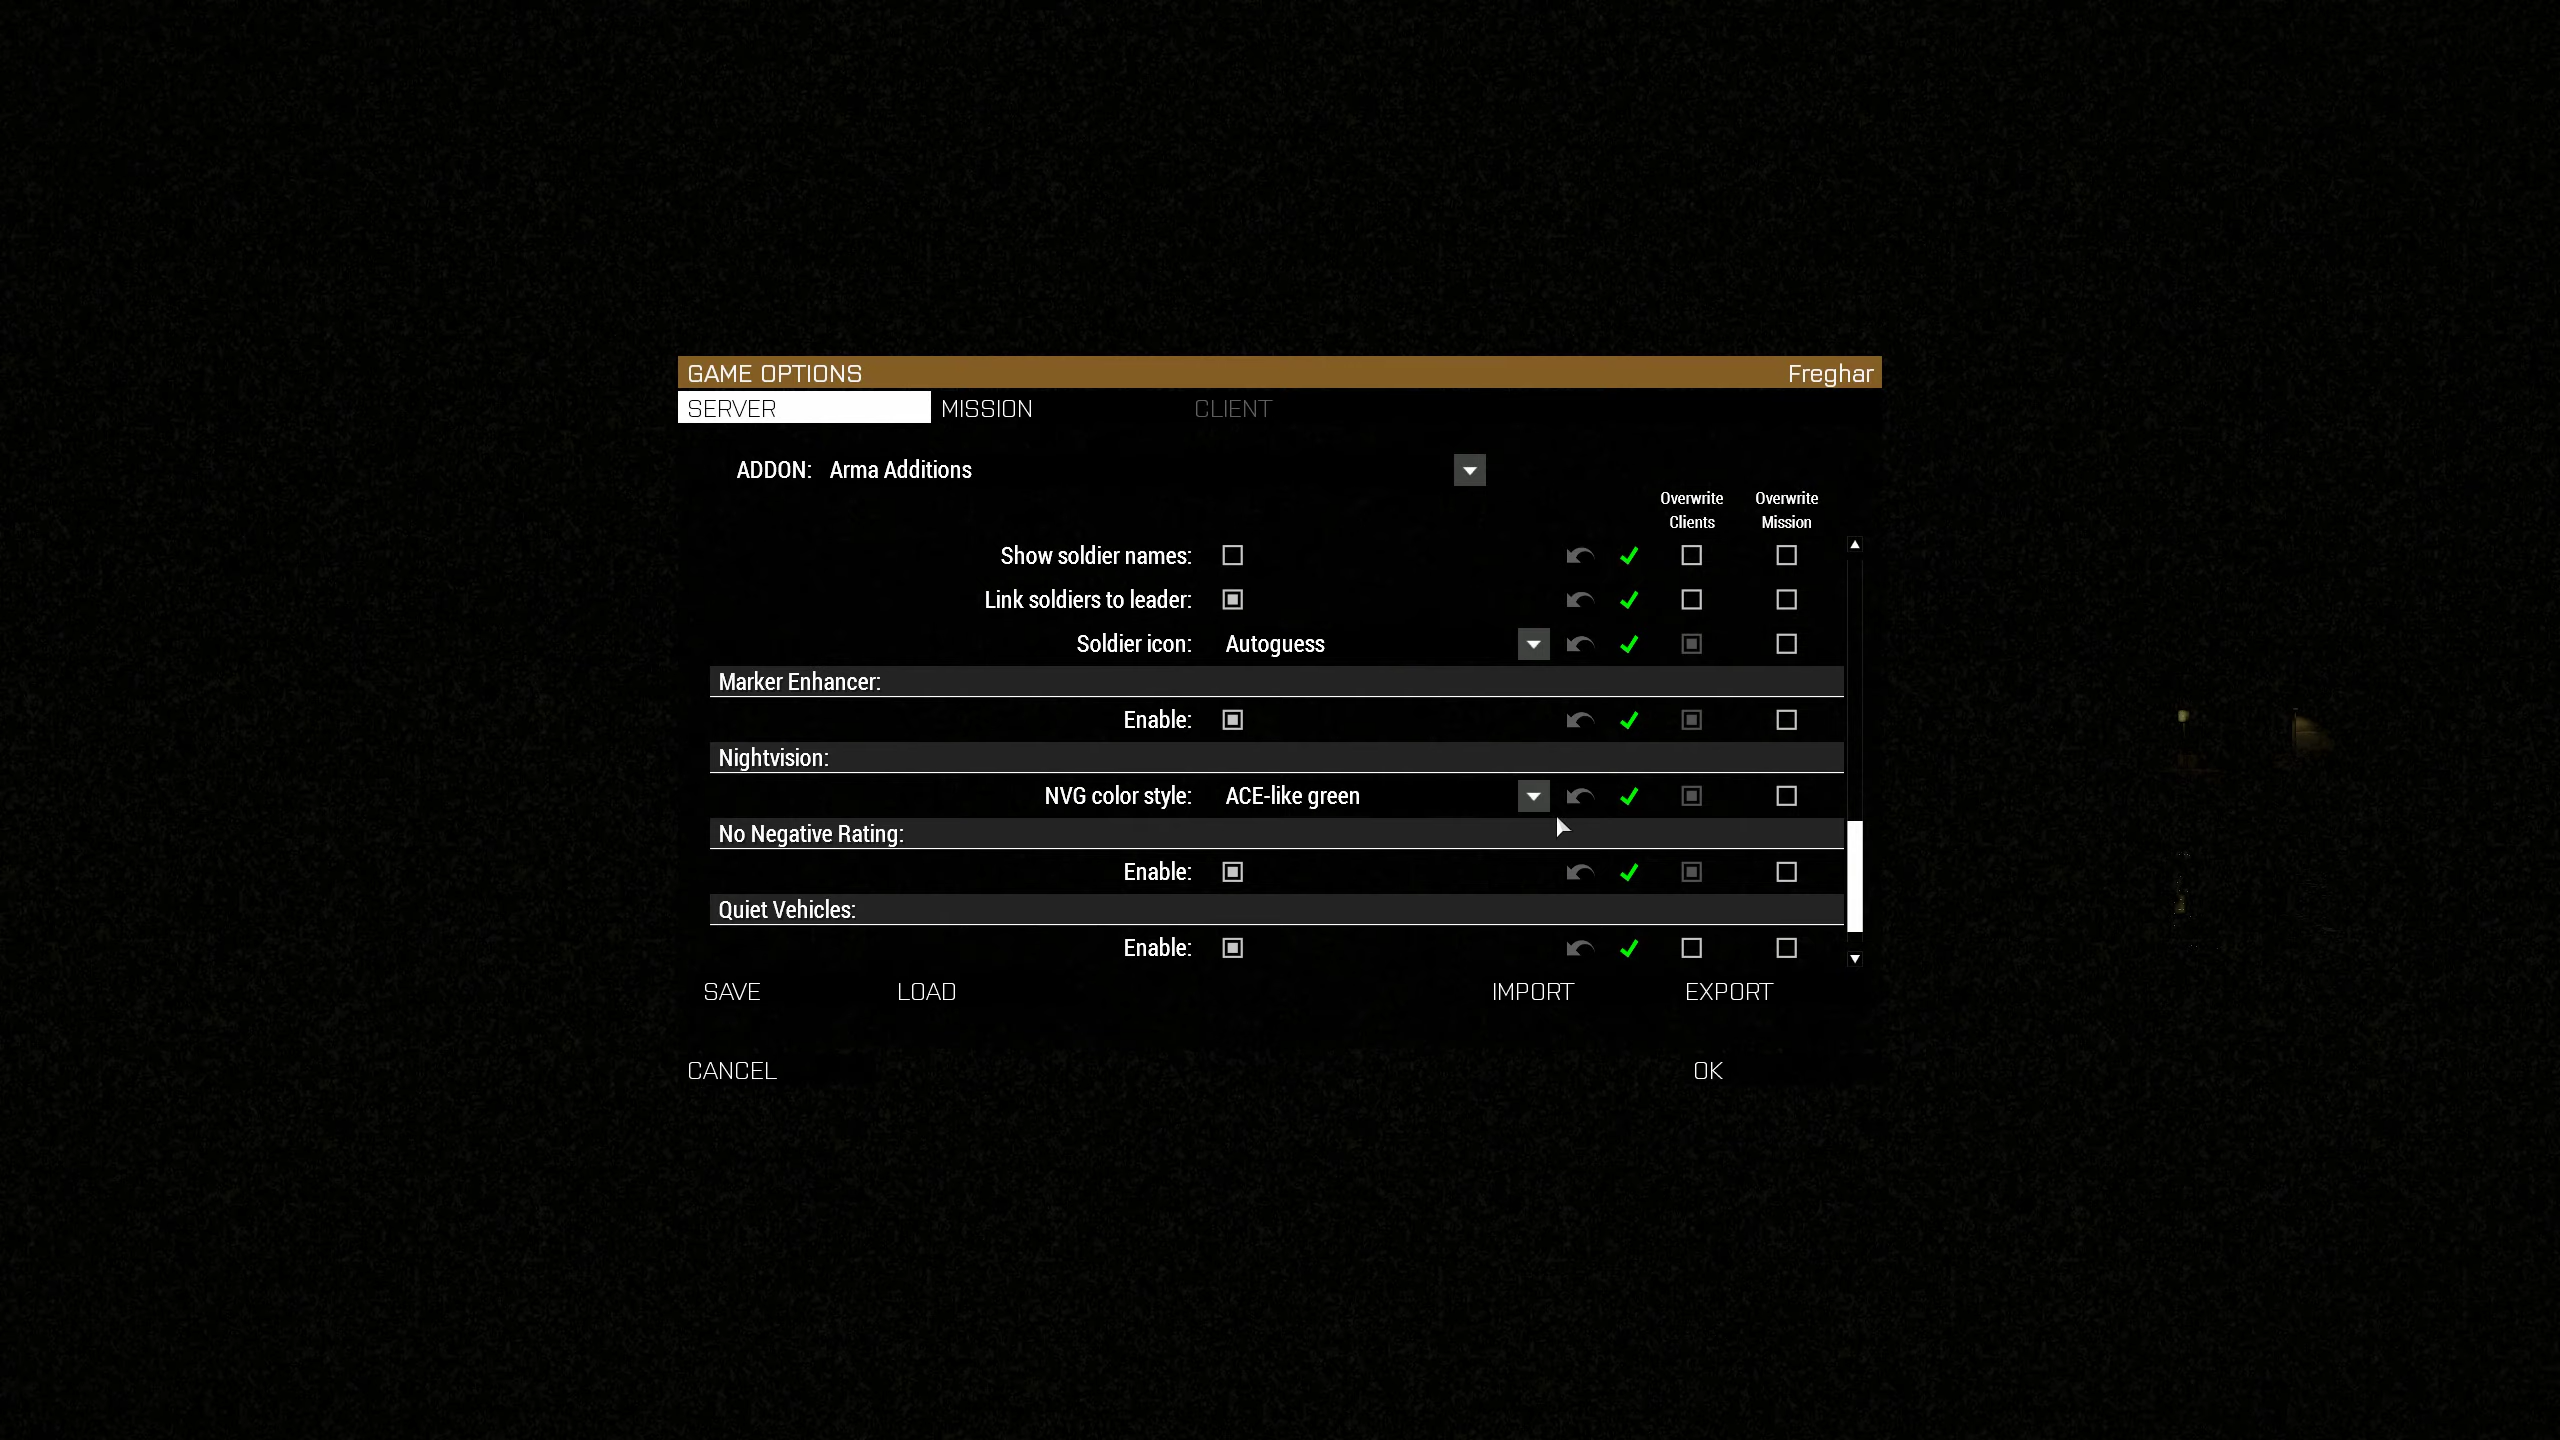 GAME OPTIONS Freghar
SERVER MISSION CLIENT
ADDON: Arma Additions
Overwrite Clients Overwrite Mission
Show soldier names:
Link soldiers to leader:
Soldier icon: Autoguess
Marker Enhancer:
Enable:
Nightvision:
NVG color style: ACE-like green
No Negative Rating:
Enable:
Quiet Vehicles:
Enable:
SAVE LOAD IMPORT EXPORT
CANCEL OK